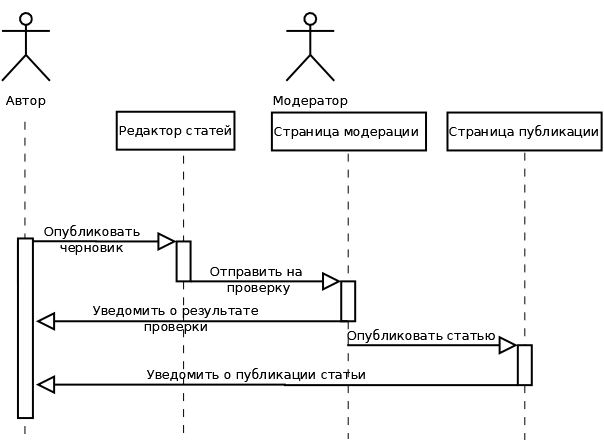 Автор
Модератор
Редактор статей
Страница модерации
Страница публикации
Опубликовать
черновик
Отправить на
проверку
Уведомить о результате
проверки
Опубликовать статью
Уведомить о публикации статьи